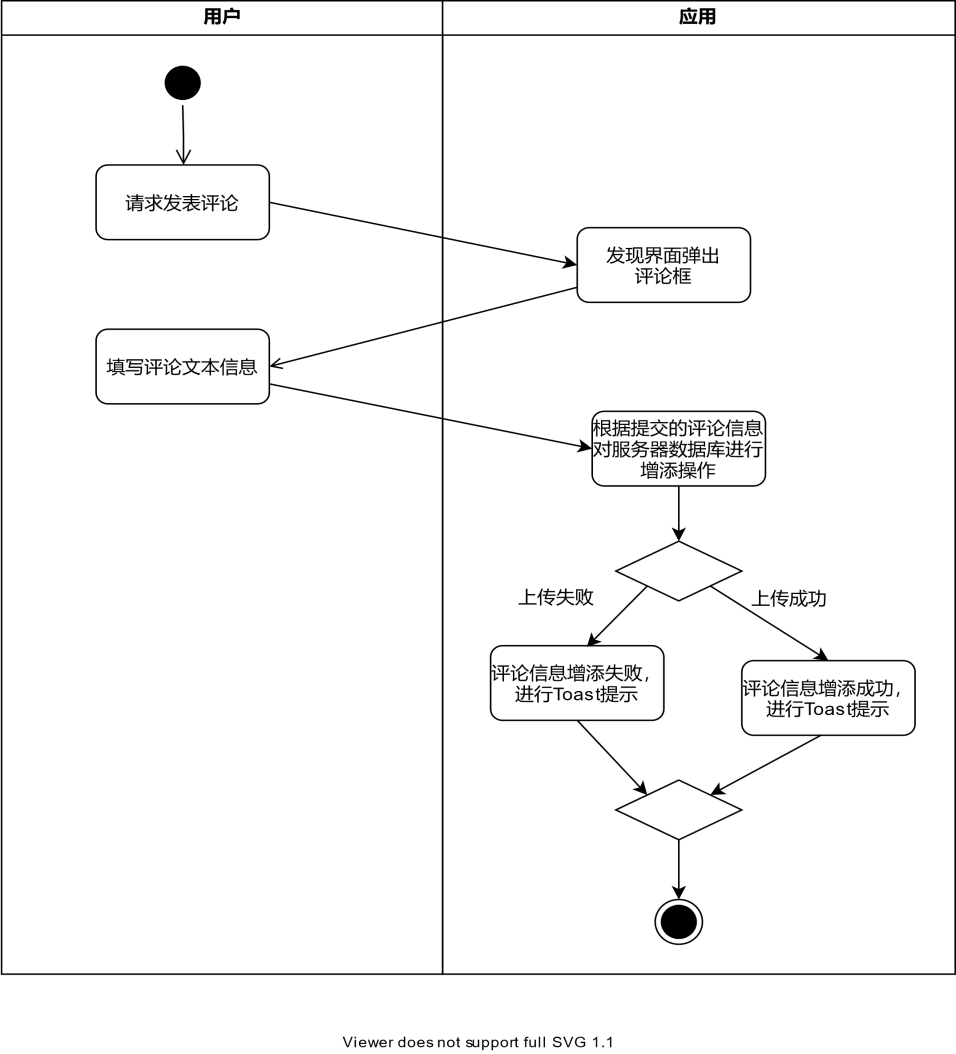 用户
应用
请求发表评论
发现界面弹出
评论框
填写评论文本信息
根据提交的评论信息
对服务器数据库进行
增添操作
上传失败
上传成功
评论信息增添失败，
进行Toast提示
评论信息增添成功，
进行Toast提示
Viewer does not support full SVG 1.1